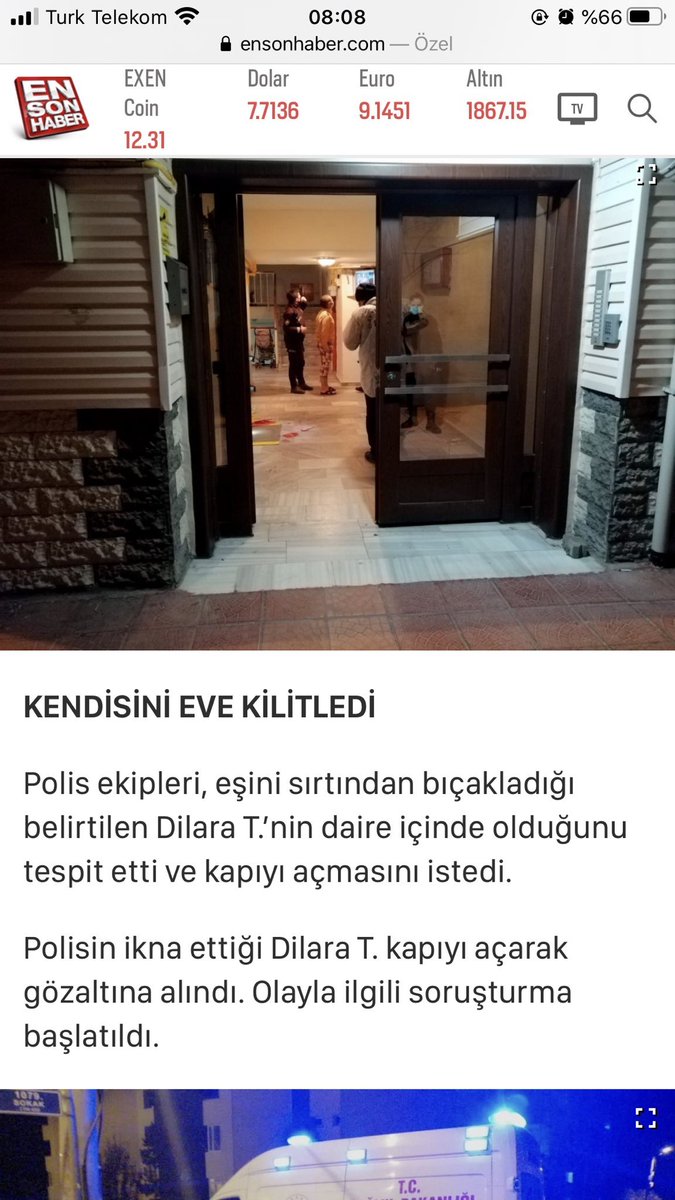 Turk Telekom 08:08 %66
ensonhaber.com — Özel
EN SON HABER
EXEN Coin 12.31
Dolar 7.7136
Euro 9.1451
Altın 1867.15
TV
KENDİSİNİ EVE KİLİTLEDİ
Polis ekipleri, eşini sırtından bıçakladığı
belirtilen Dilara T.’nin daire içinde olduğunu
tespit etti ve kapıyı açmasını istedi.
Polisin ikna ettiği Dilara T. kapıyı açarak
gözaltına alındı. Olayla ilgili soruşturma
başlatıldı.
1079.
SOKAK
T.C.